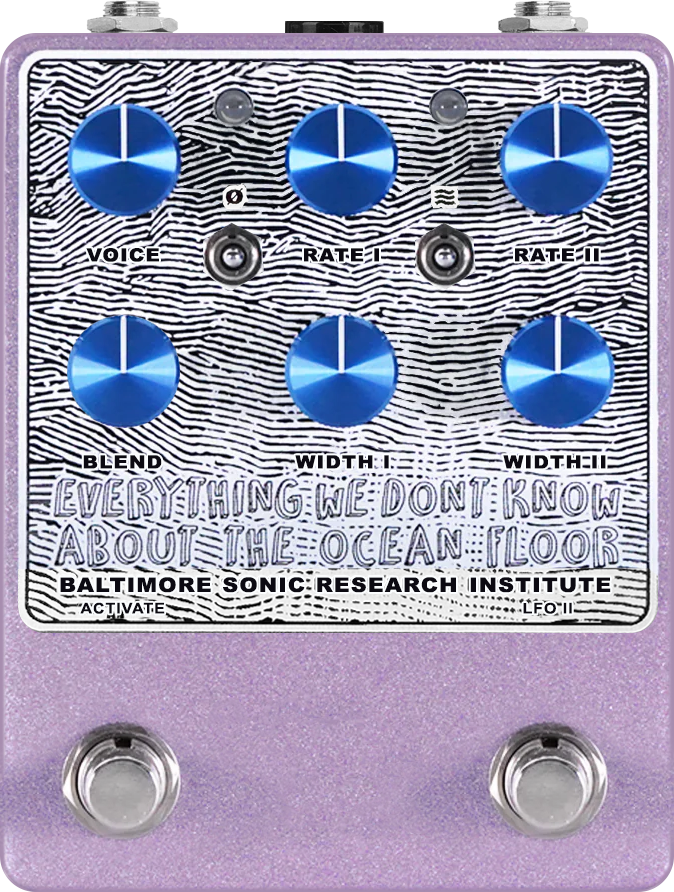 Ø
VOICE RATE I RATE II
BLEND WIDTH I WIDTH II
EVERYTHING WE DONT KNOW
ABOUT THE OCEAN FLOOR
BALTIMORE SONIC RESEARCH INSTITUTE
ACTIVATE LFO II